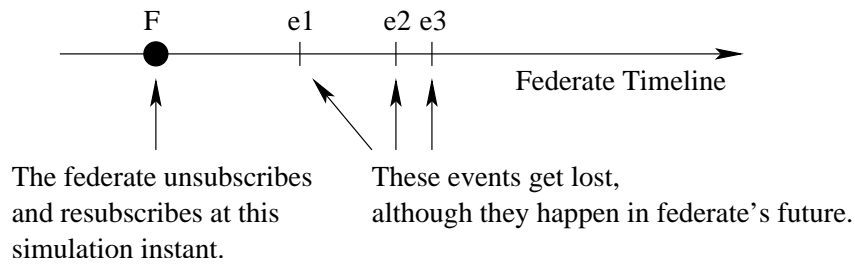 F e1 e2 e3
Federate Timeline
The federate unsubscribes
and resubscribes at this
simulation instant.
These events get lost,
although they happen in federate's future.